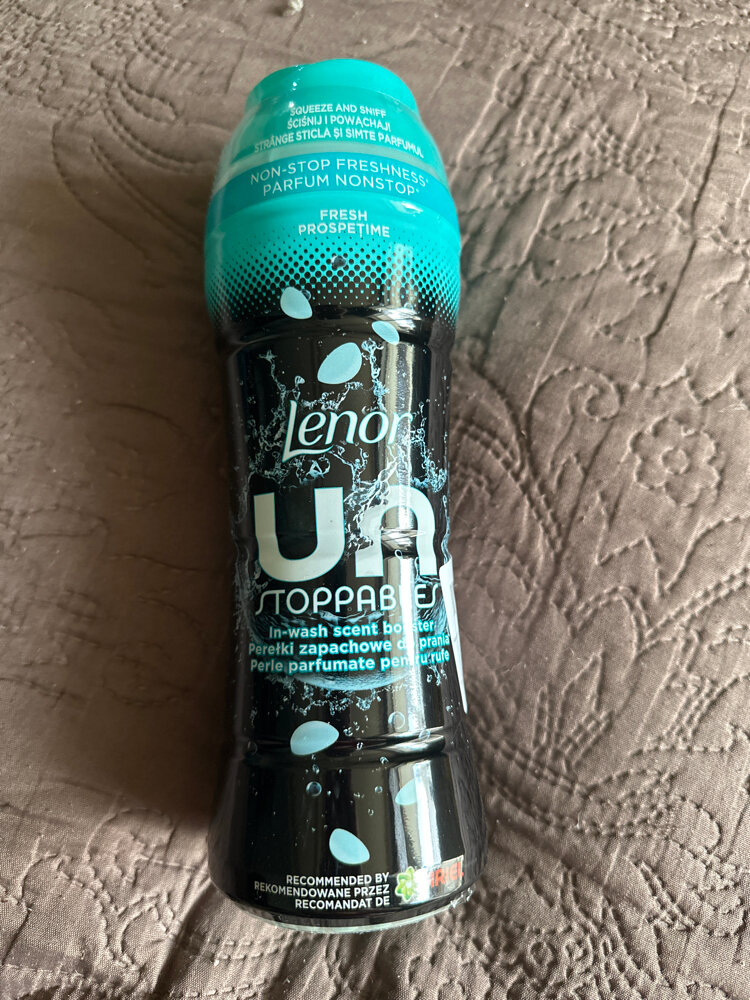 SQUEEZE AND SNIFF
ŚCIŚNIJ I POWĄCHAJ!
STRÂNGE STICLA ȘI SIMTE PARFUMUL
NON-STOP FRESHNESS*
PARFUM NONSTOP*
FRESH
PROSPEȚIME
Lenor
un
STOPPABLES
In-wash scent booster
Perełki zapachowe do prania
Perle parfumate pentru rufe
RECOMMENDED BY
REKOMENDOWANE PRZEZ
RECOMANDAT DE
ARIEL